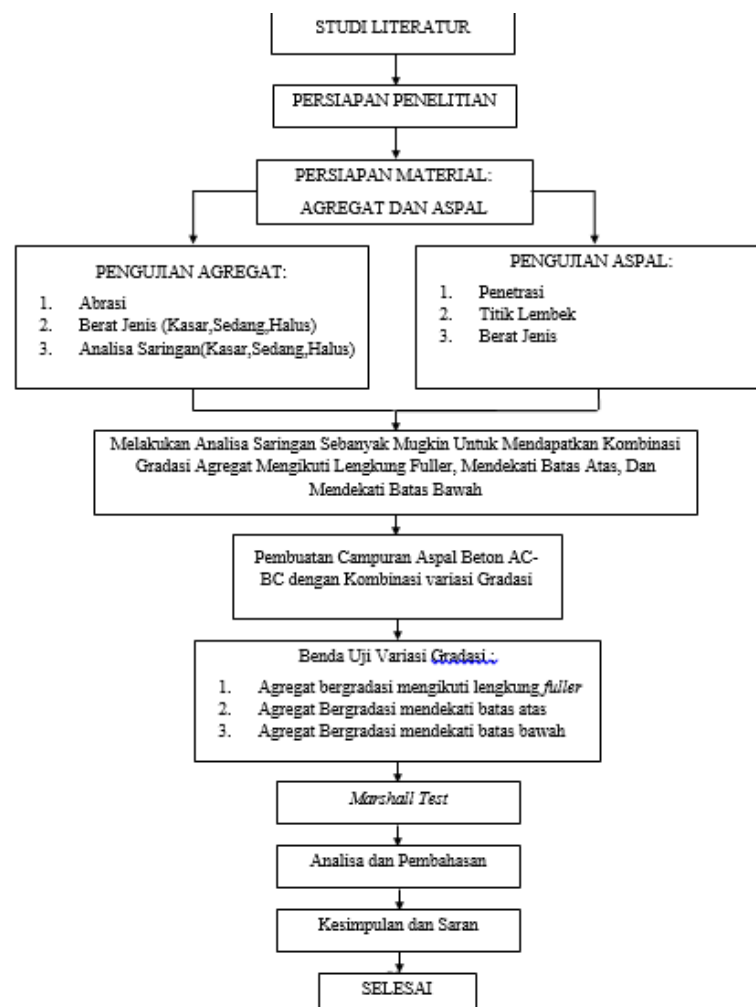 STUDI LITERATUR
PERSIAPAN PENELITIAN
PERSIAPAN MATERIAL:
AGREGAT DAN ASPAL
PENGUJIAN AGREGAT:
1. Abrasi
2. Berat Jenis (Kasar,Sedang,Halus)
3. Analisa Saringan(Kasar,Sedang,Halus)
PENGUJIAN ASPAL:
1. Penetrasi
2. Titik Lembek
3. Berat Jenis
Melakukan Analisa Saringan Sebanyak Mugkin Untuk Mendapatkan Kombinasi
Gradasi Agregat Mengikuti Lengkung Fuller, Mendekati Batas Atas, Dan
Mendekati Batas Bawah
Pembuatan Campuran Aspal Beton AC-
BC dengan Kombinasi variasi Gradasi
Benda Uji Variasi Gradasi :
1. Agregat bergradasi mengikuti lengkung fuller
2. Agregat Bergradasi mendekati batas atas
3. Agregat Bergradasi mendekati batas bawah
Marshall Test
Analisa dan Pembahasan
Kesimpulan dan Saran
SELESAI